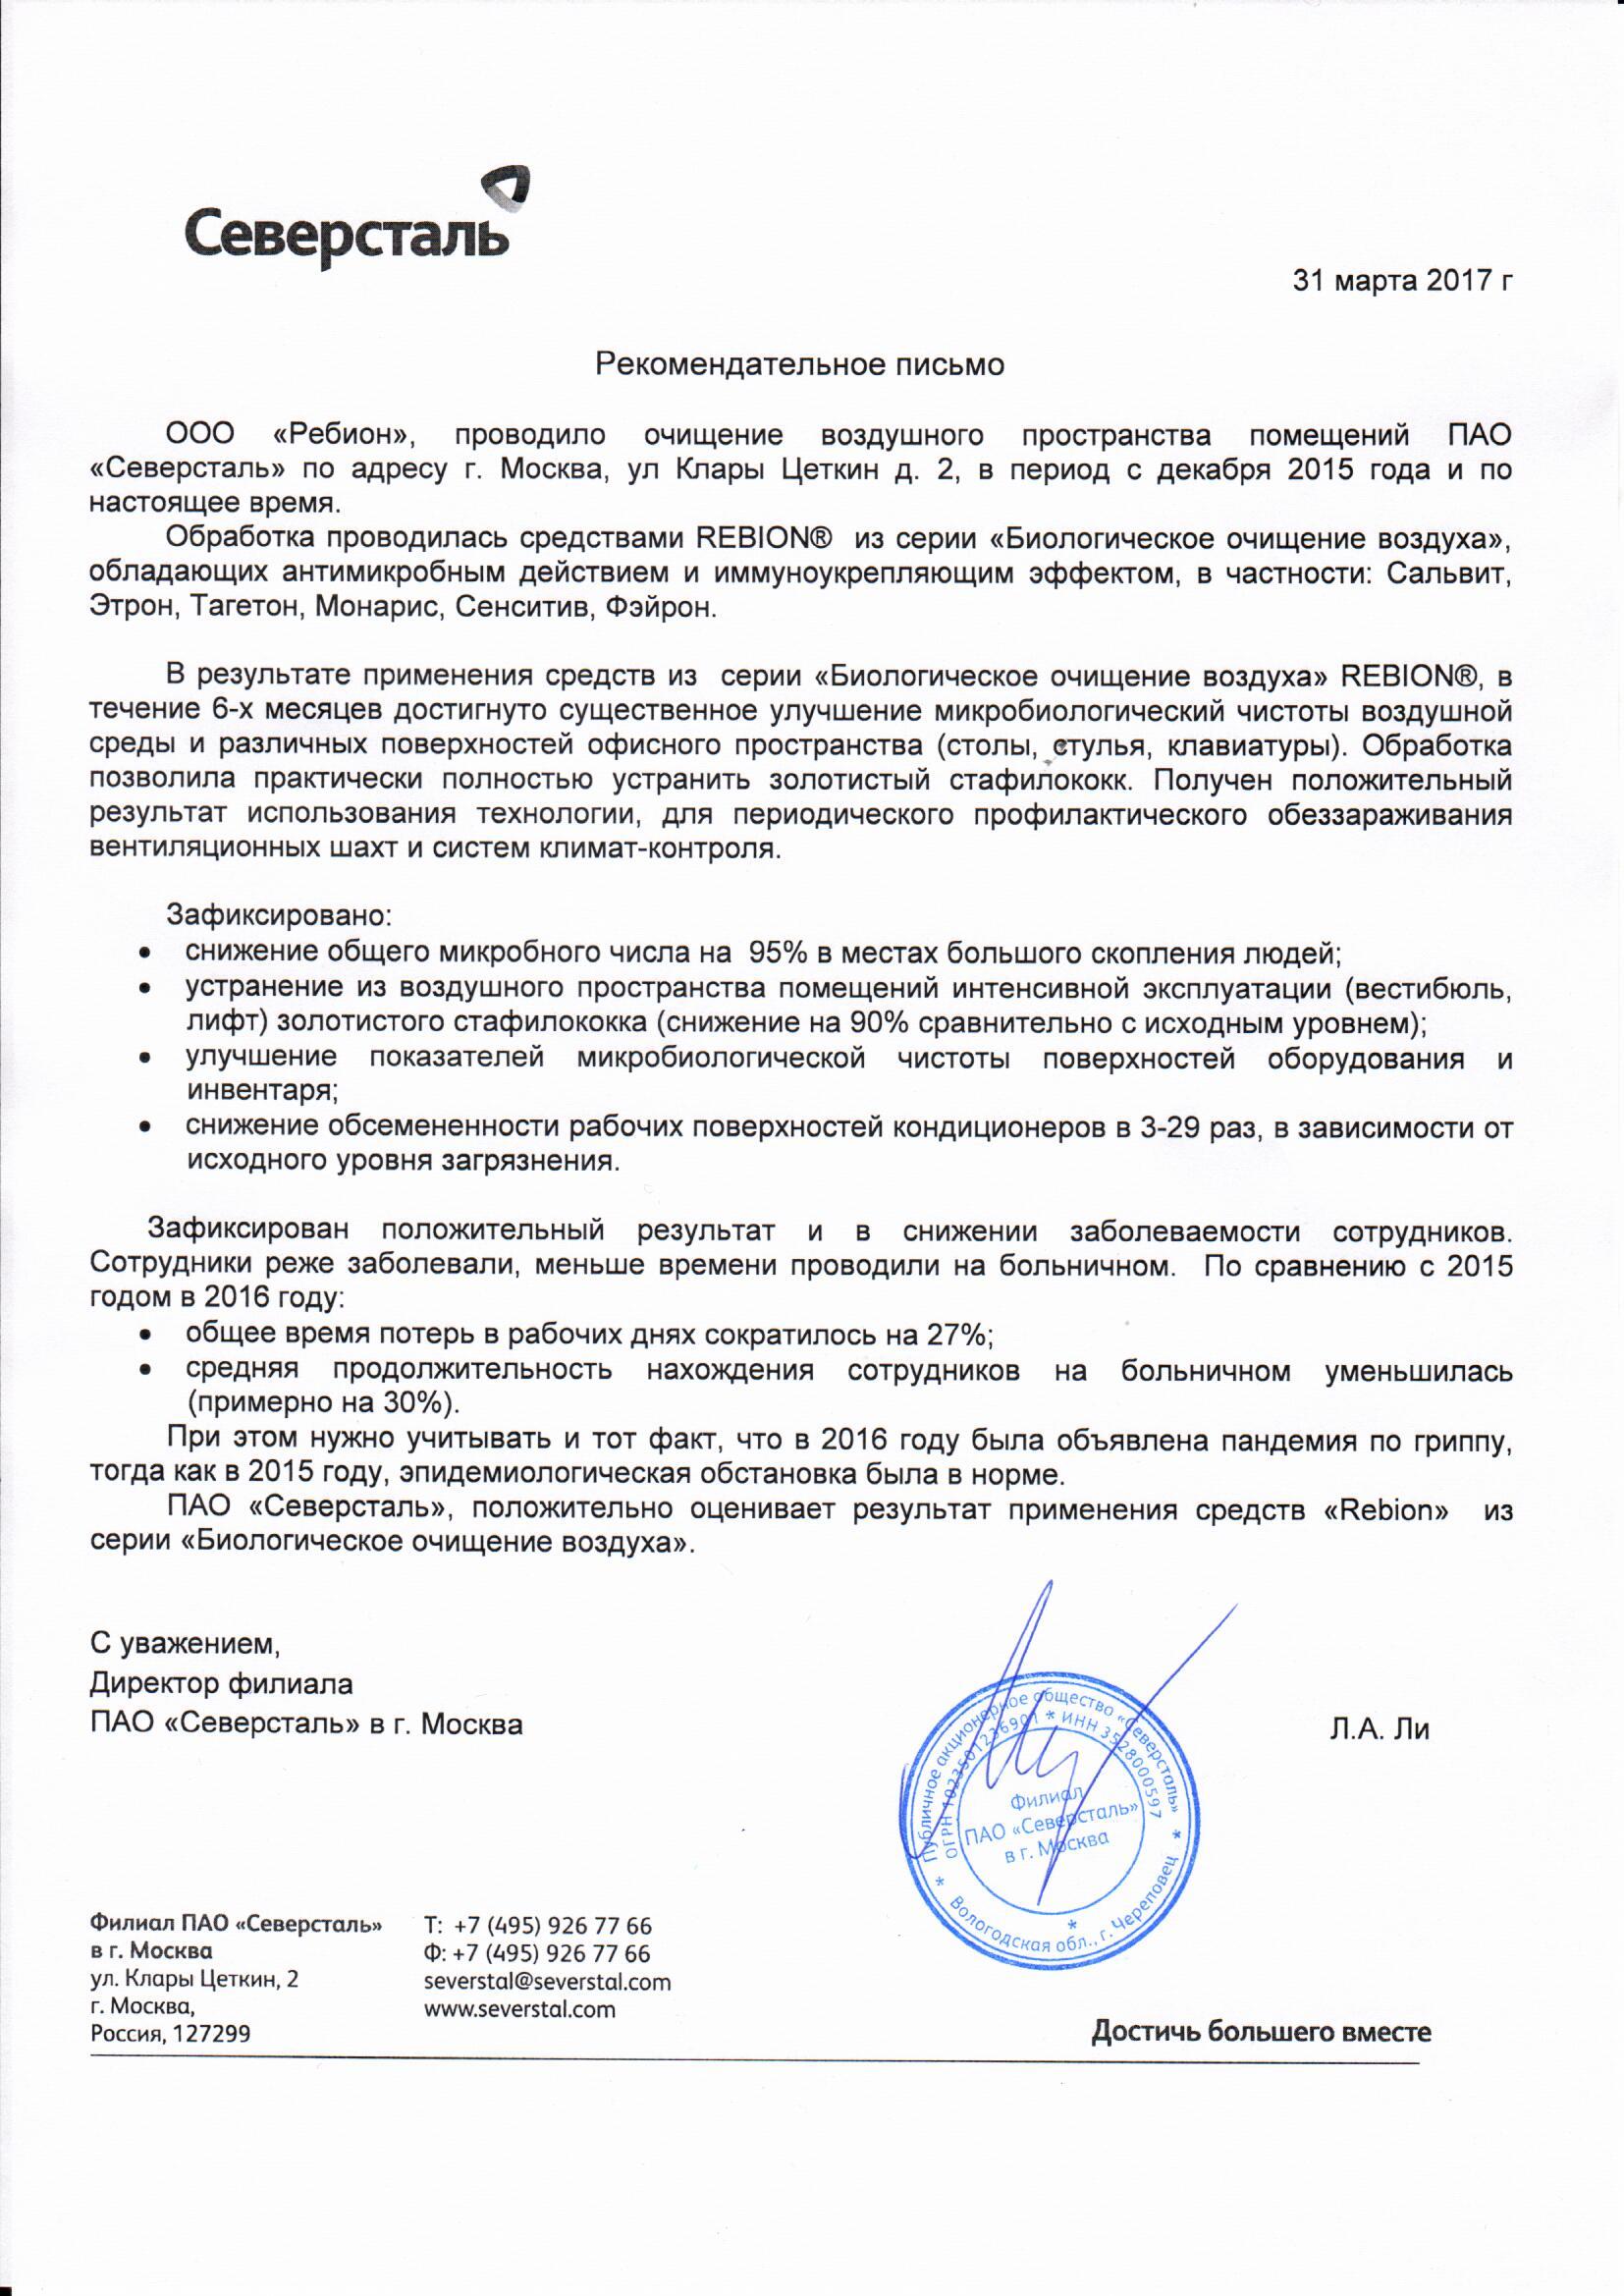 Северсталь
31 марта 2017 г
Рекомендательное письмо
ООО «Ребион», проводило очищение воздушного пространства помещений ПАО
«Северсталь» по адресу г. Москва, ул Клары Цеткин д. 2, в период с декабря 2015 года и по
настоящее время.
Обработка проводилась средствами REBION® из серии «Биологическое очищение воздуха»,
обладающих антимикробным действием и иммуноукрепляющим эффектом, в частности: Сальвит,
Этрон, Тагетон, Монарис, Сенситив, Фэйрон.
В результате применения средств из серии «Биологическое очищение воздуха» REBION®, в
течение 6-х месяцев достигнуто существенное улучшение микробиологический чистоты воздушной
среды и различных поверхностей офисного пространства (столы, стулья, клавиатуры). Обработка
позволила практически полностью устранить золотистый стафилококк. Получен положительный
результат использования технологии, для периодического профилактического обеззараживания
вентиляционных шахт и систем климат-контроля.
Зафиксировано:
• снижение общего микробного числа на 95% в местах большого скопления людей;
• устранение из воздушного пространства помещений интенсивной эксплуатации (вестибюль,
лифт) золотистого стафилококка (снижение на 90% сравнительно с исходным уровнем);
• улучшение показателей микробиологической чистоты поверхностей оборудования и
инвентаря;
• снижение обсемененности рабочих поверхностей кондиционеров в 3-29 раз, в зависимости от
исходного уровня загрязнения.
Зафиксирован положительный результат и в снижении заболеваемости сотрудников.
Сотрудники реже заболевали, меньше времени проводили на больничном. По сравнению с 2015
годом в 2016 году:
• общее время потерь в рабочих днях сократилось на 27%;
• средняя продолжительность нахождения сотрудников на больничном уменьшилась
(примерно на 30%).
При этом нужно учитывать и тот факт, что в 2016 году была объявлена пандемия по гриппу,
тогда как в 2015 году, эпидемиологическая обстановка была в норме.
ПАО «Северсталь», положительно оценивает результат применения средств «Rebion» из
серии «Биологическое очищение воздуха».
С уважением,
Директор филиала
ПАО «Северсталь» в г. Москва
Л.А. Ли
Публичное акционерное общество «Северсталь»
ОГРН 1023501236901 * ИНН 3528000597
Филиал
ПАО «Северсталь»
в г. Москва
* Вологодская обл., г. Череповец *
Филиал ПАО «Северсталь»
в г. Москва
ул. Клары Цеткин, 2
г. Москва,
Россия, 127299
Т: +7 (495) 926 77 66
Ф: +7 (495) 926 77 66
severstal@severstal.com
www.severstal.com
Достичь большего вместе